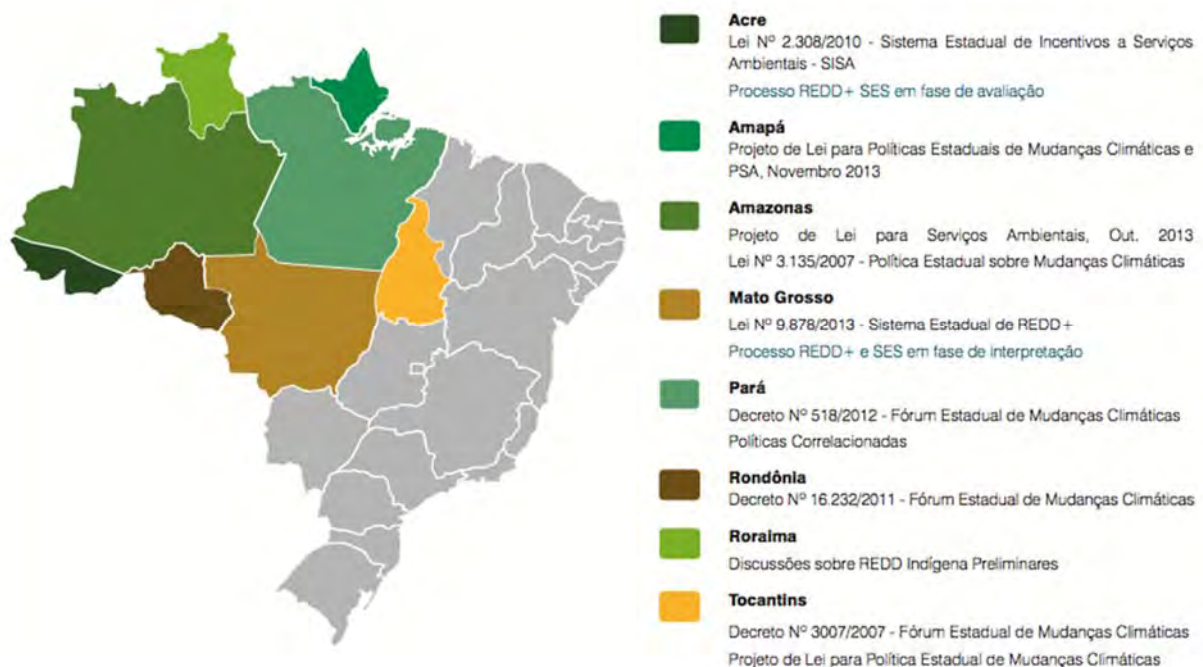 Acre
Lei Nº 2.308/2010 - Sistema Estadual de Incentivos a Serviços
Ambientais - SISA
Processo REDD+ SES em fase de avaliação
Amapá
Projeto de Lei para Políticas Estaduais de Mudanças Climáticas e
PSA, Novembro 2013
Amazonas
Projeto de Lei para Serviços Ambientais, Out. 2013
Lei Nº 3.135/2007 - Política Estadual sobre Mudanças Climáticas
Mato Grosso
Lei Nº 9.878/2013 - Sistema Estadual de REDD+
Processo REDD+ e SES em fase de interpretação
Pará
Decreto Nº 518/2012 - Fórum Estadual de Mudanças Climáticas
Políticas Correlacionadas
Rondônia
Decreto Nº 16.232/2011 - Fórum Estadual de Mudanças Climáticas
Roraima
Discussões sobre REDD Indígena Preliminares
Tocantins
Decreto Nº 3007/2007 - Fórum Estadual de Mudanças Climáticas
Projeto de Lei para Política Estadual de Mudanças Climáticas